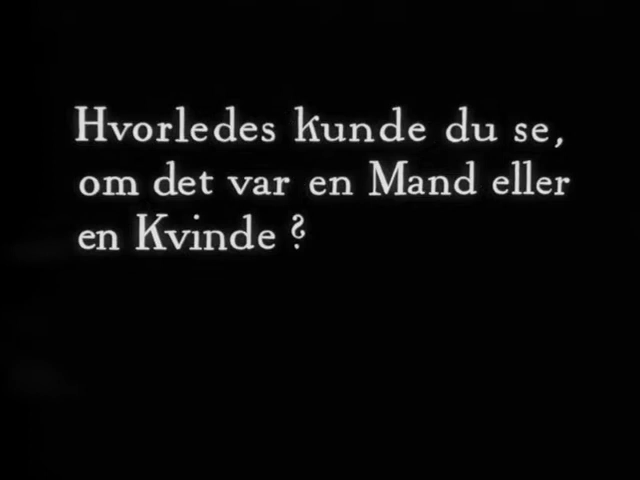 Hvorledes kunde du se,
om det var en Mand eller
en Kvinde ?